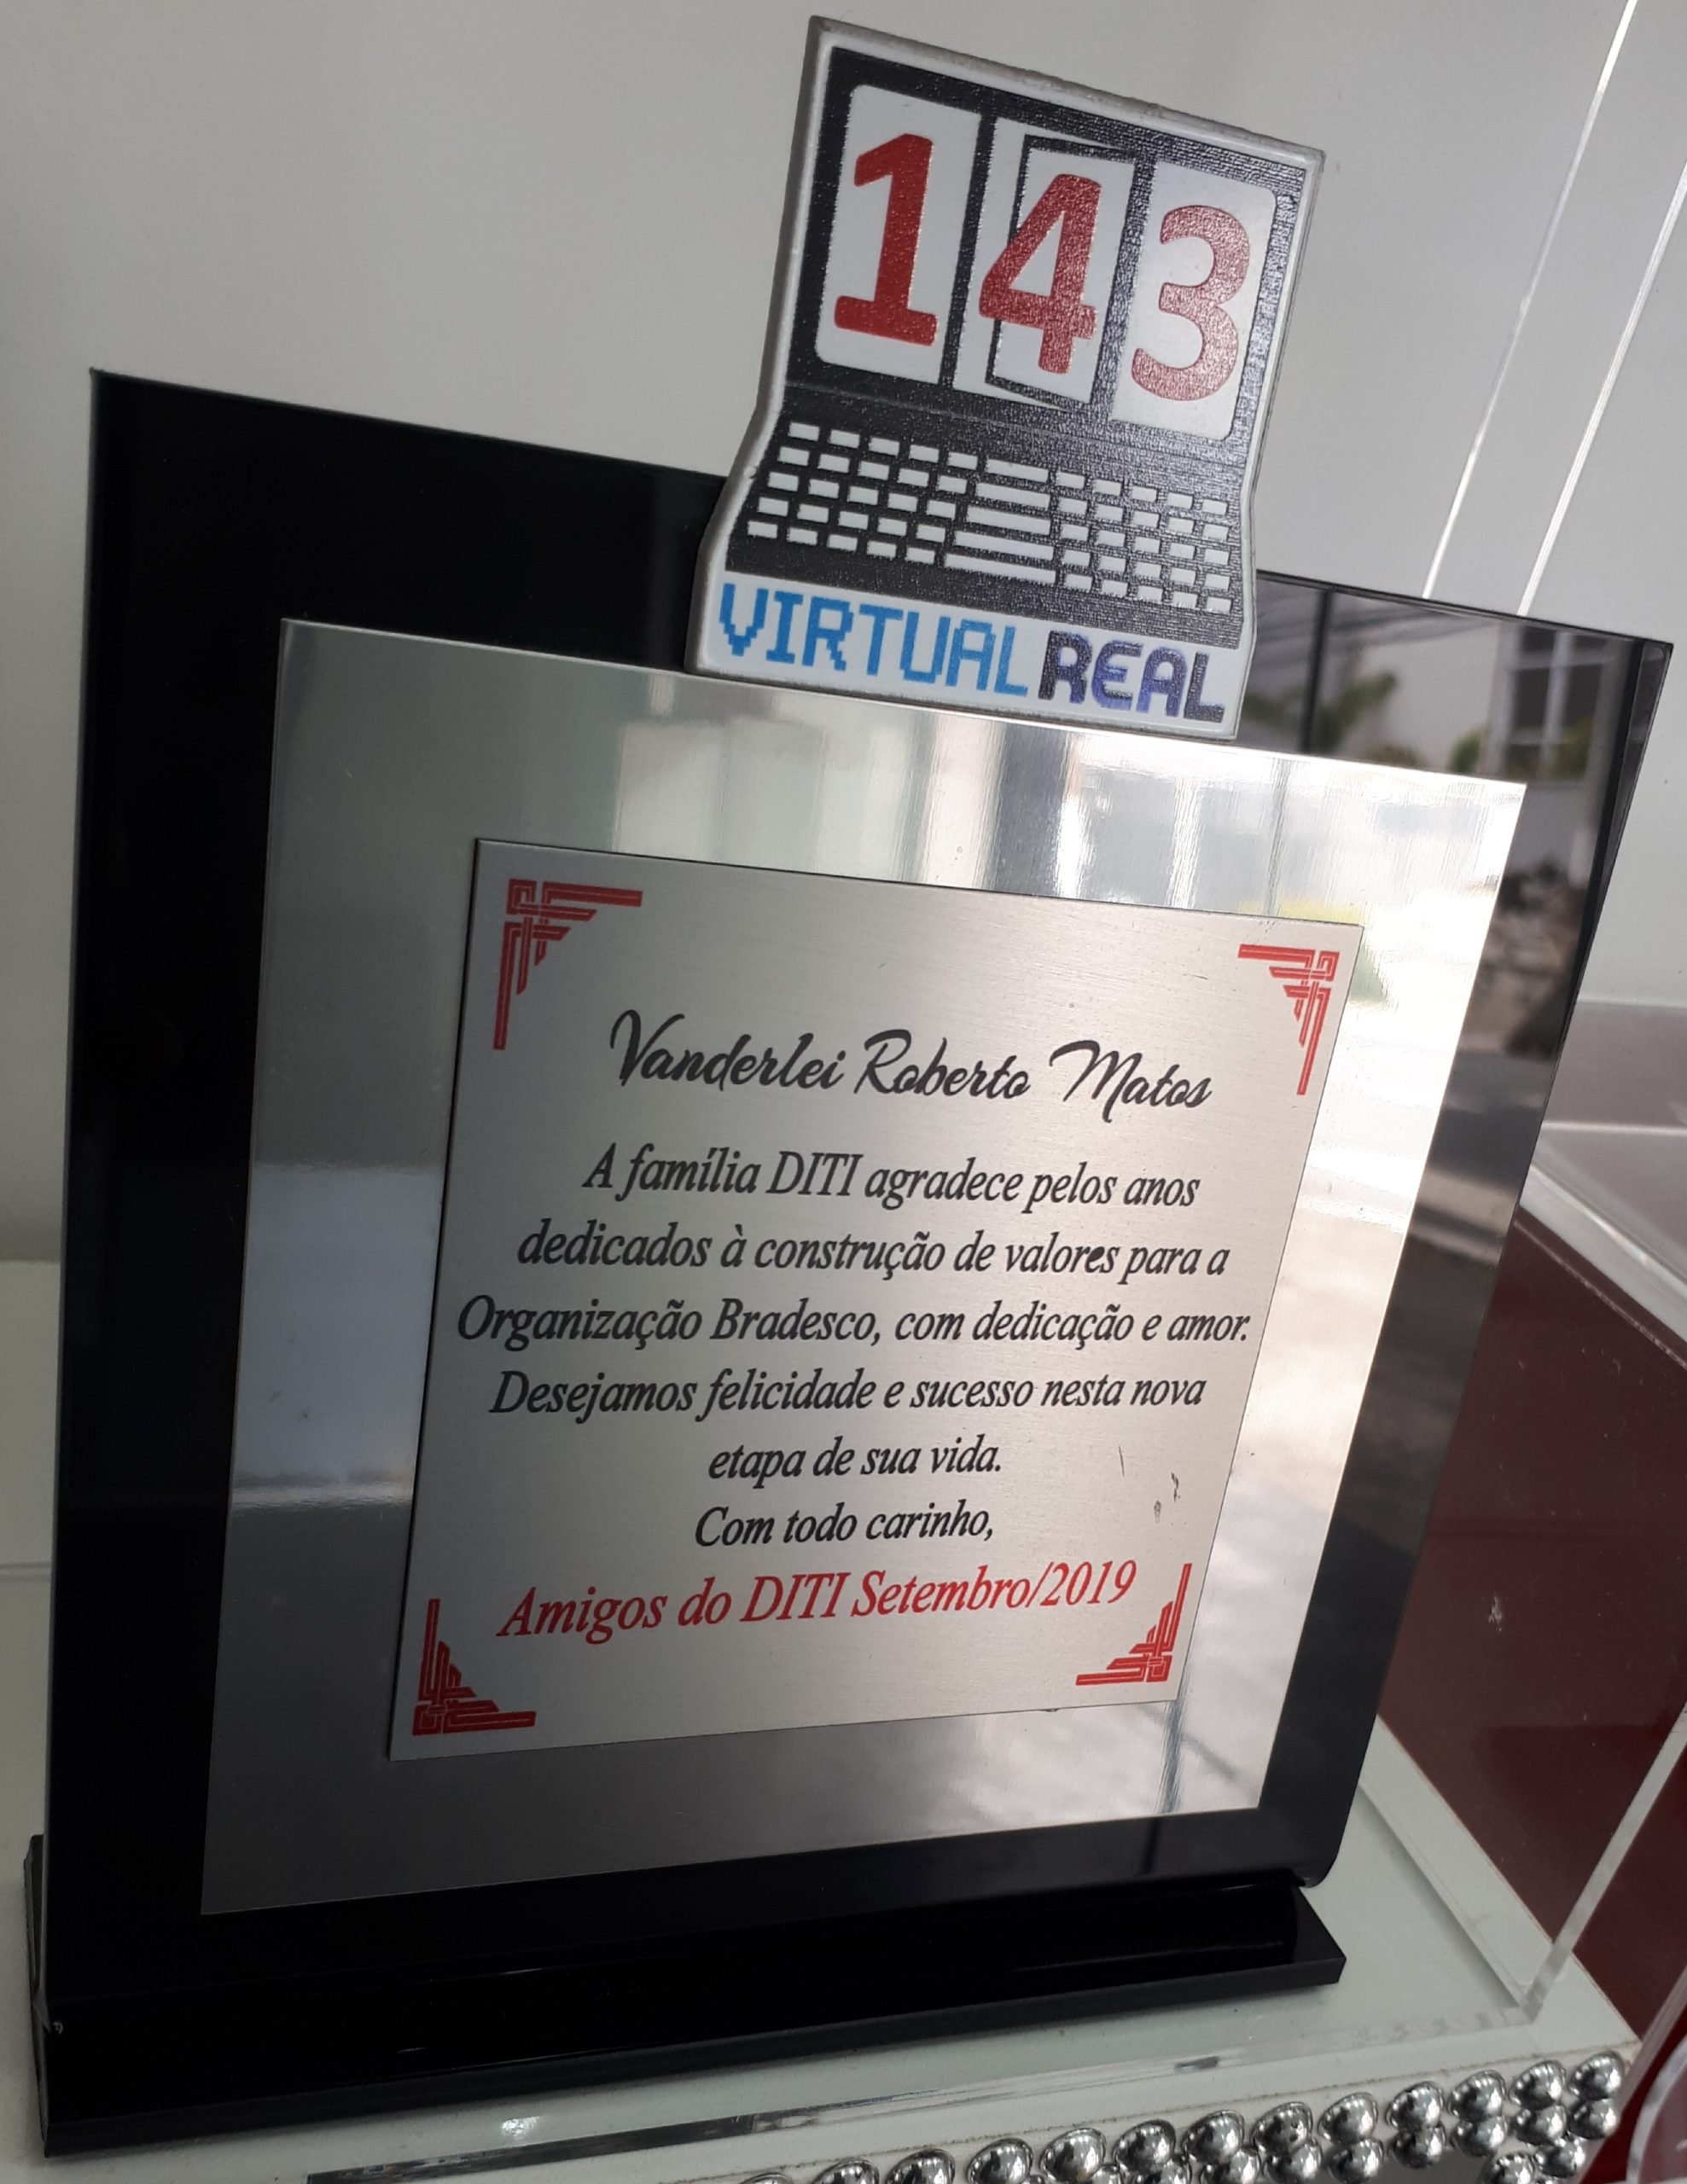 143
VIRTUAL REAL
Vanderlei Roberto Matos
A família DITI agradece pelos anos
dedicados à construção de valores para a
Organização Bradesco, com dedicação e amor.
Desejamos felicidade e sucesso nesta nova
etapa de sua vida.
Com todo carinho,
Amigos do DITI Setembro/2019